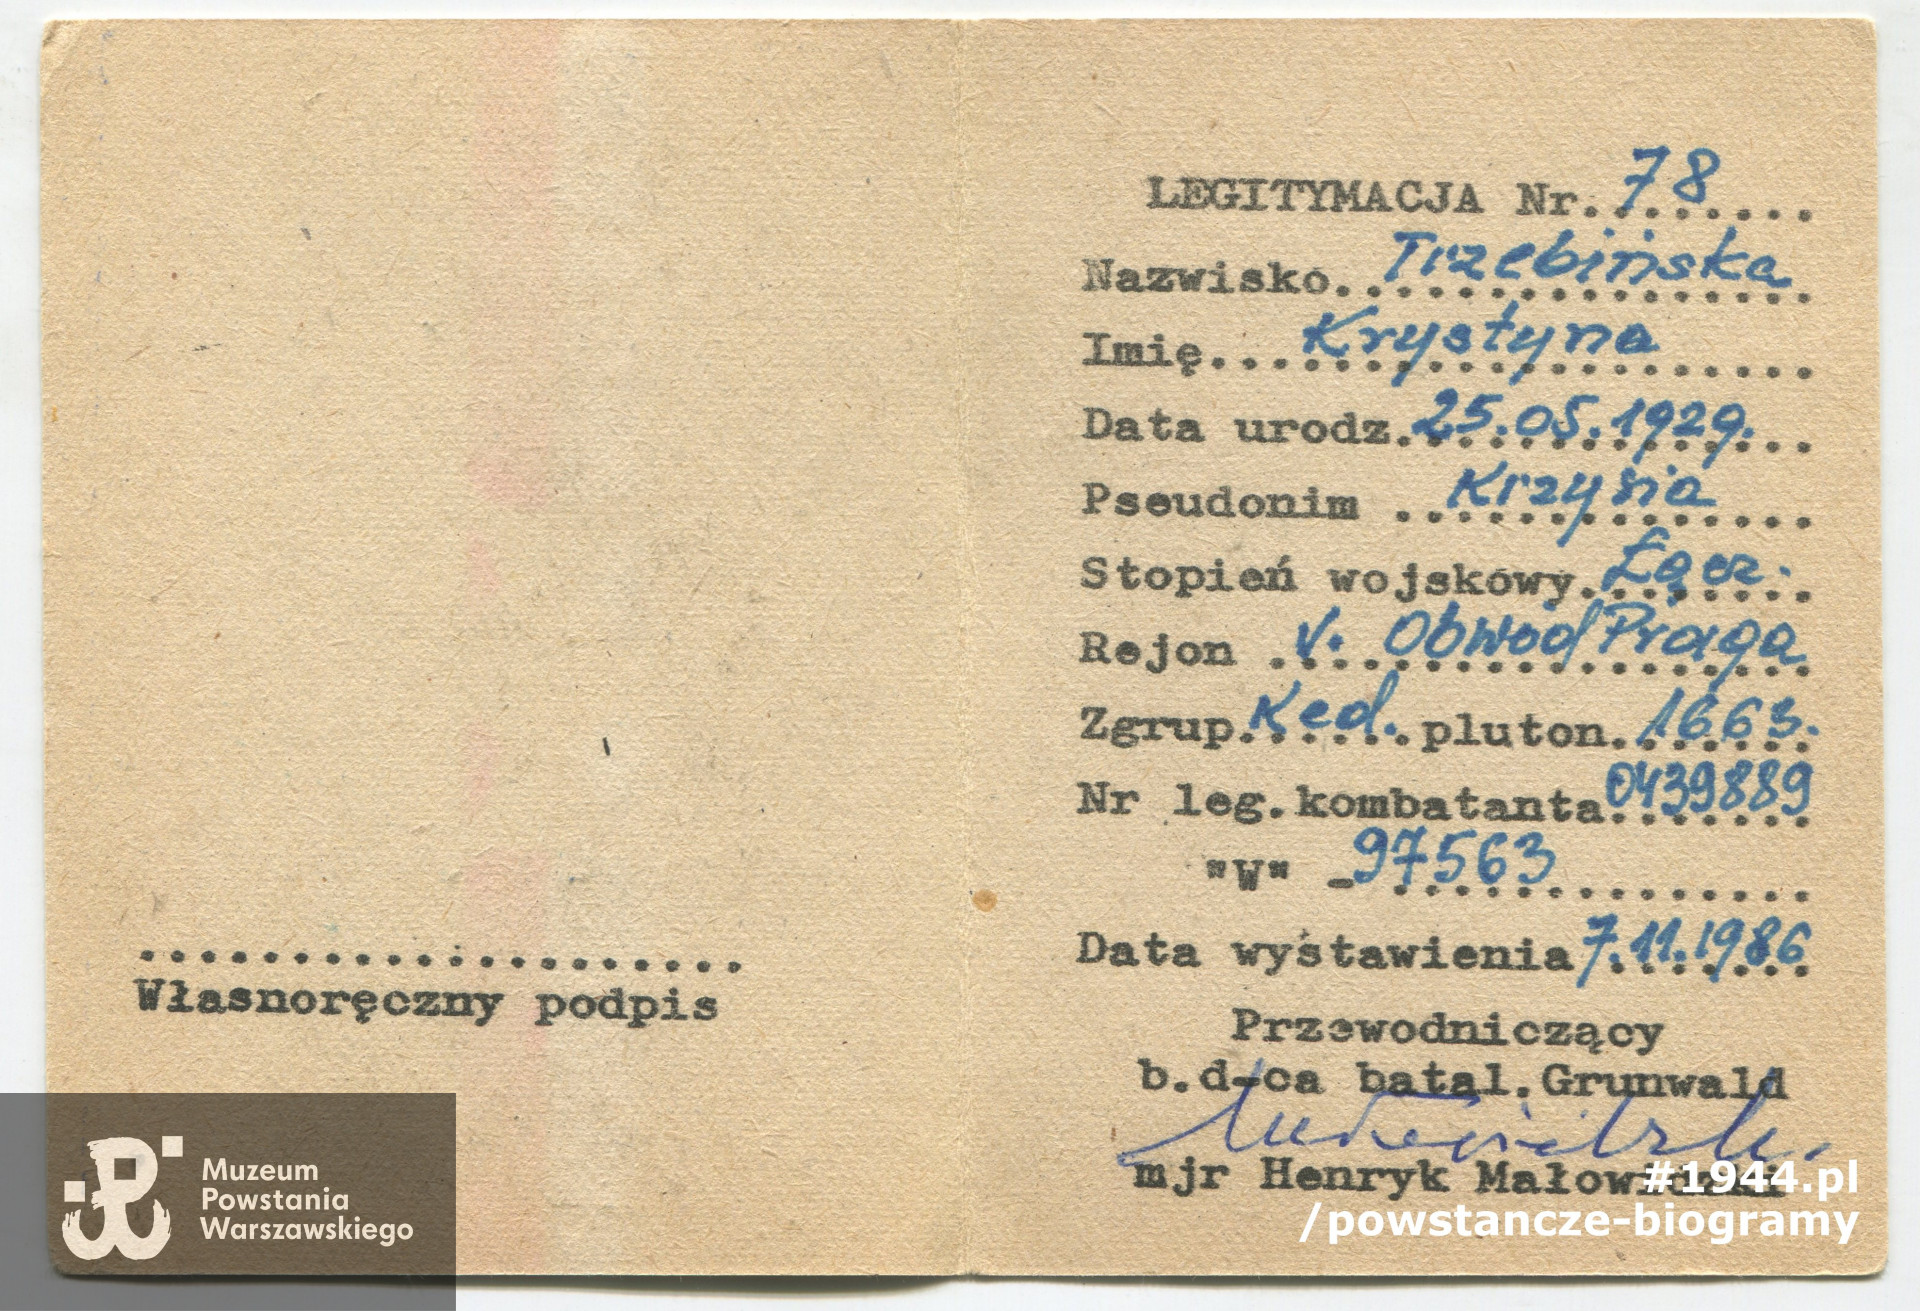 LEGITYMACJA Nr. 78
Nazwisko. Trzebińska
Imię... Krystyna
Data urodz. 25.05.1929.
Pseudonim Krzysia
Stopień wojskowy. Łącz.
Rejon V. Obwód Praga
Zgrup. Ked. pluton. 1663.
Nr leg.kombatanta 0439889
"W" - 97563
Data wystawienia 7.11.1986
Przewodniczący
b.d-ca batal.Grunwald
mjr Henryk Małowiczki
Własnoręczny podpis
Muzeum
Powstania
Warszawskiego
#1944.pl
/powstancze-biogramy